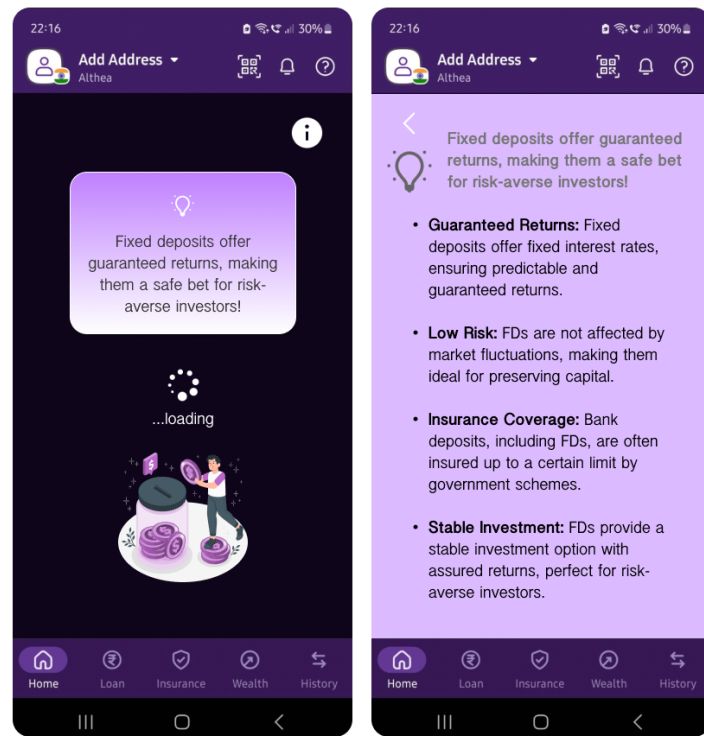 22:16
30%
Add Address
Althea
Fixed deposits offer
guaranteed returns, making
them a safe bet for risk-
averse investors!
...loading
Home
Loan
Insurance
Wealth
History
22:16
30%
Add Address
Althea
Fixed deposits offer guaranteed
returns, making them a safe bet
for risk-averse investors!
• Guaranteed Returns: Fixed
deposits offer fixed interest rates,
ensuring predictable and
guaranteed returns.
• Low Risk: FDs are not affected by
market fluctuations, making them
ideal for preserving capital.
• Insurance Coverage: Bank
deposits, including FDs, are often
insured up to a certain limit by
government schemes.
• Stable Investment: FDs provide a
stable investment option with
assured returns, perfect for risk-
averse investors.
Home
Loan
Insurance
Wealth
History